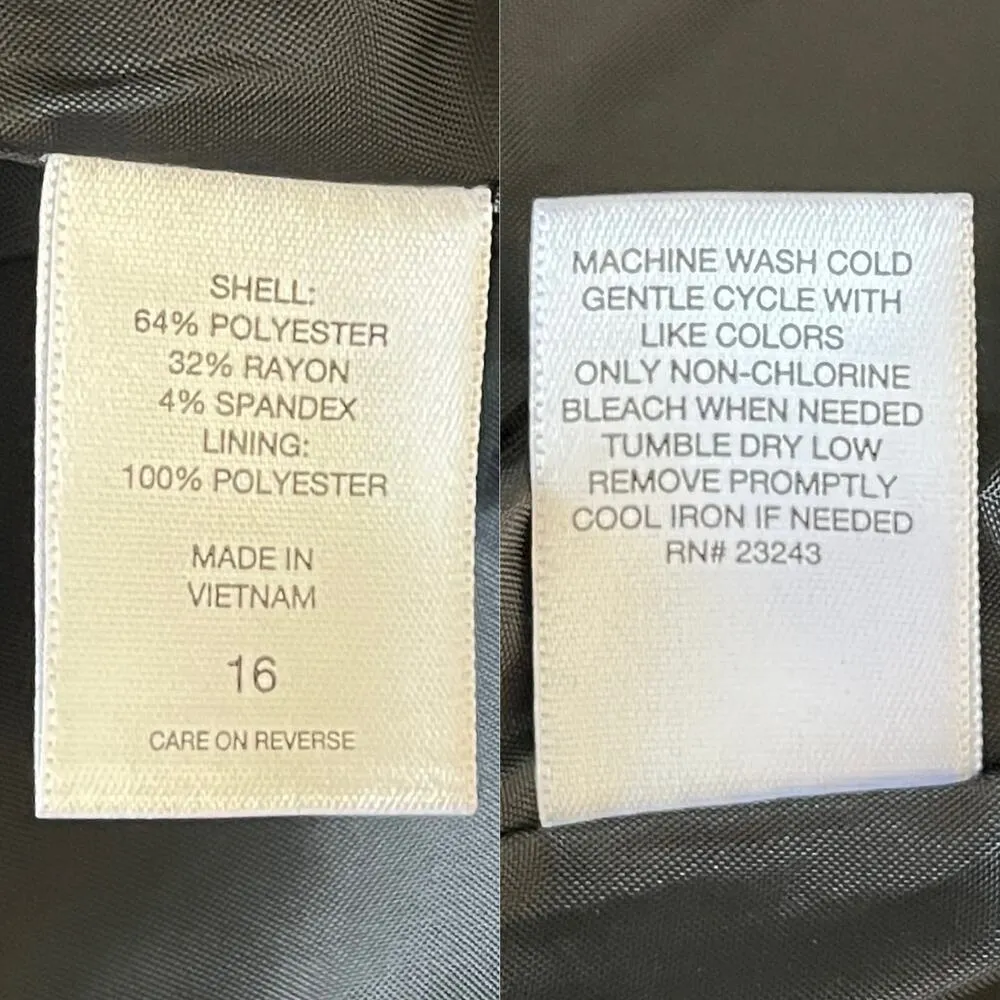 SHELL:
64% POLYESTER
32% RAYON
4% SPANDEX
LINING:
100% POLYESTER
MADE IN
VIETNAM
16
CARE ON REVERSE
MACHINE WASH COLD
GENTLE CYCLE WITH
LIKE COLORS
ONLY NON-CHLORINE
BLEACH WHEN NEEDED
TUMBLE DRY LOW
REMOVE PROMPTLY
COOL IRON IF NEEDED
RN# 23243